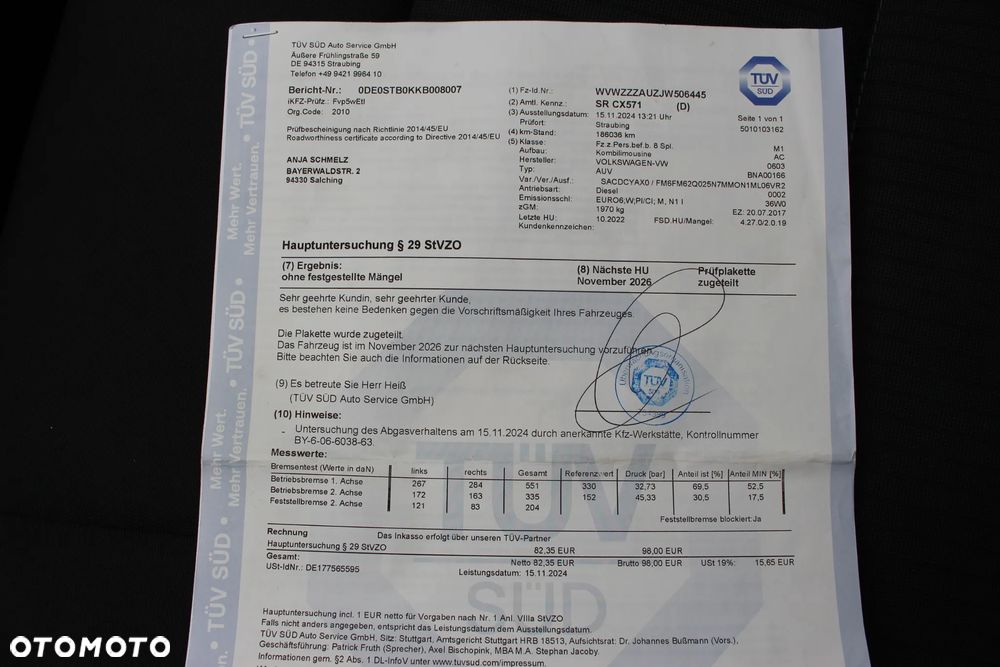 TÜV SÜD Auto Service GmbH
Äußere Frühlingstraße 59
DE 94315 Straubing
Telefon +49 9421 9964 10
Bericht-Nr.: 0DE0STB0KKB008007
iKFZ-Prüfz.: Fvp5wEtl
Org.Code: 2010
Prüfbescheinigung nach Richtlinie 2014/45/EU
Roadworthiness certificate according to Directive 2014/45/EU
ANJA SCHMELZ
BAYERWALDSTR. 2
94330 Salching
TÜV
SÜD
(1) Fz-Id.Nr.: WVWZZZAUZJW506445
(2) Amtl. Kennz.: SR CX571 (D)
(3) Ausstellungsdatum: 15.11.2024 13:21 Uhr Seite 1 von 1
Prüfort: Straubing 5010103162
(4) km-Stand: 186036 km
(5) Klasse: Fz.z.Pers.bef.b. 8 Spl. M1
Aufbau: Kombilimousine AC
Hersteller: VOLKSWAGEN-VW 0603
Typ: AUV BNA00166
Var./Ver./Ausf.: SACDCYAX0 / FM6FM62Q025N7MMON1ML06VR2
Antriebsart: Diesel 0002
Emissionsschl.: EURO6;W;PI/CI; M, N1 I 36W0
zGM: 1970 kg EZ: 20.07.2017
Letzte HU: 10.2022 FSD.HU/Mangel: 4.27.0/2.0.19
Kundenkennzeichen:
Hauptuntersuchung § 29 StVZO
(7) Ergebnis: (8) Nächste HU Prüfplakette
ohne festgestellte Mängel November 2026 zugeteilt
Sehr geehrte Kundin, sehr geehrter Kunde,
es bestehen keine Bedenken gegen die Vorschriftsmäßigkeit Ihres Fahrzeuges.
Die Plakette wurde zugeteilt.
Das Fahrzeug ist im November 2026 zur nächsten Hauptuntersuchung vorzuführen.
Bitte beachten Sie auch die Informationen auf der Rückseite.
(9) Es betreute Sie Herr Heiß
(TÜV SÜD Auto Service GmbH)
TÜV
(10) Hinweise:
- Untersuchung des Abgasverhaltens am 15.11.2024 durch anerkannte Kfz-Werkstätte, Kontrollnummer
BY-6-06-6038-63.
Messwerte:
Bremsentest (Werte in daN) links rechts Gesamt Referenzwert Druck [bar] Anteil ist [%] Anteil MIN [%]
Betriebsbremse 1. Achse 267 284 551 330 32,73 69,5 52,5
Betriebsbremse 2. Achse 172 163 335 152 45,33 30,5 17,5
Feststellbremse 2. Achse 121 83 204
Feststellbremse blockiert:Ja
Rechnung Das Inkasso erfolgt über unseren TÜV-Partner
Hauptuntersuchung § 29 StVZO 82,35 EUR 98,00 EUR
Gesamt: Netto 82,35 EUR Brutto 98,00 EUR USt 19%: 15,65 EUR
USt-IdNr.: DE177565595 Leistungsdatum: 15.11.2024
Hauptuntersuchung incl. 1 EUR netto für Vorgaben nach Nr. 1 Anl. VIIIa StVZO
Falls nicht anders angegeben, entspricht das Leistungsdatum dem Ausstellungsdatum.
TÜV SÜD Auto Service GmbH, Sitz: Stuttgart, Amtsgericht Stuttgart HRB 18513, Aufsichtsrat: Dr. Johannes Bußmann (Vors.),
Geschäftsführung: Patrick Fruth (Sprecher), Axel Bischopink, MBA M.A. Stephan Jacoby.
Informationen gem. §2 Abs. 1 DL-InfoV unter www.tuvsud.com/impressum.
TÜV
SÜD
Mehr Wert.
Mehr Vertrauen. • TÜV SÜD •
Mehr Wert.
Mehr Vertrauen. • TÜV SÜD •
TÜV SÜD •
OTOMOTO